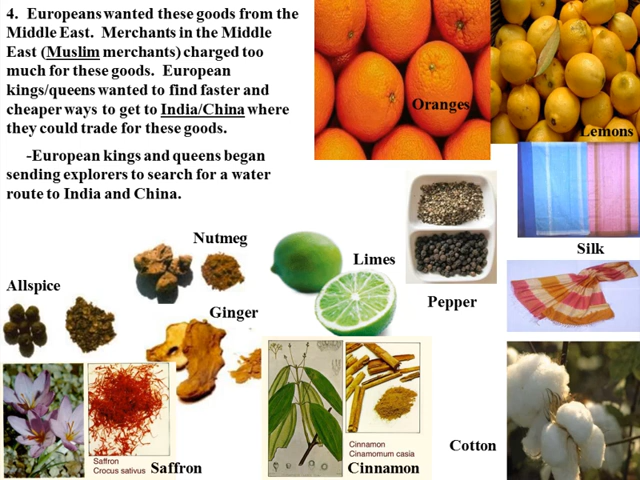 4. Europeans wanted these goods from the
Middle East. Merchants in the Middle
East (Muslim merchants) charged too
much for these goods. European
kings/queens wanted to find faster and
cheaper ways to get to India/China where
they could trade for these goods.
-European kings and queens began
sending explorers to search for a water
route to India and China.
Oranges
Lemons
Silk
Nutmeg
Limes
Pepper
Allspice
Ginger
Saffron
Crocus sativus
Saffron
Cinnamon
Cinamomum casia
Cinnamon
Cotton